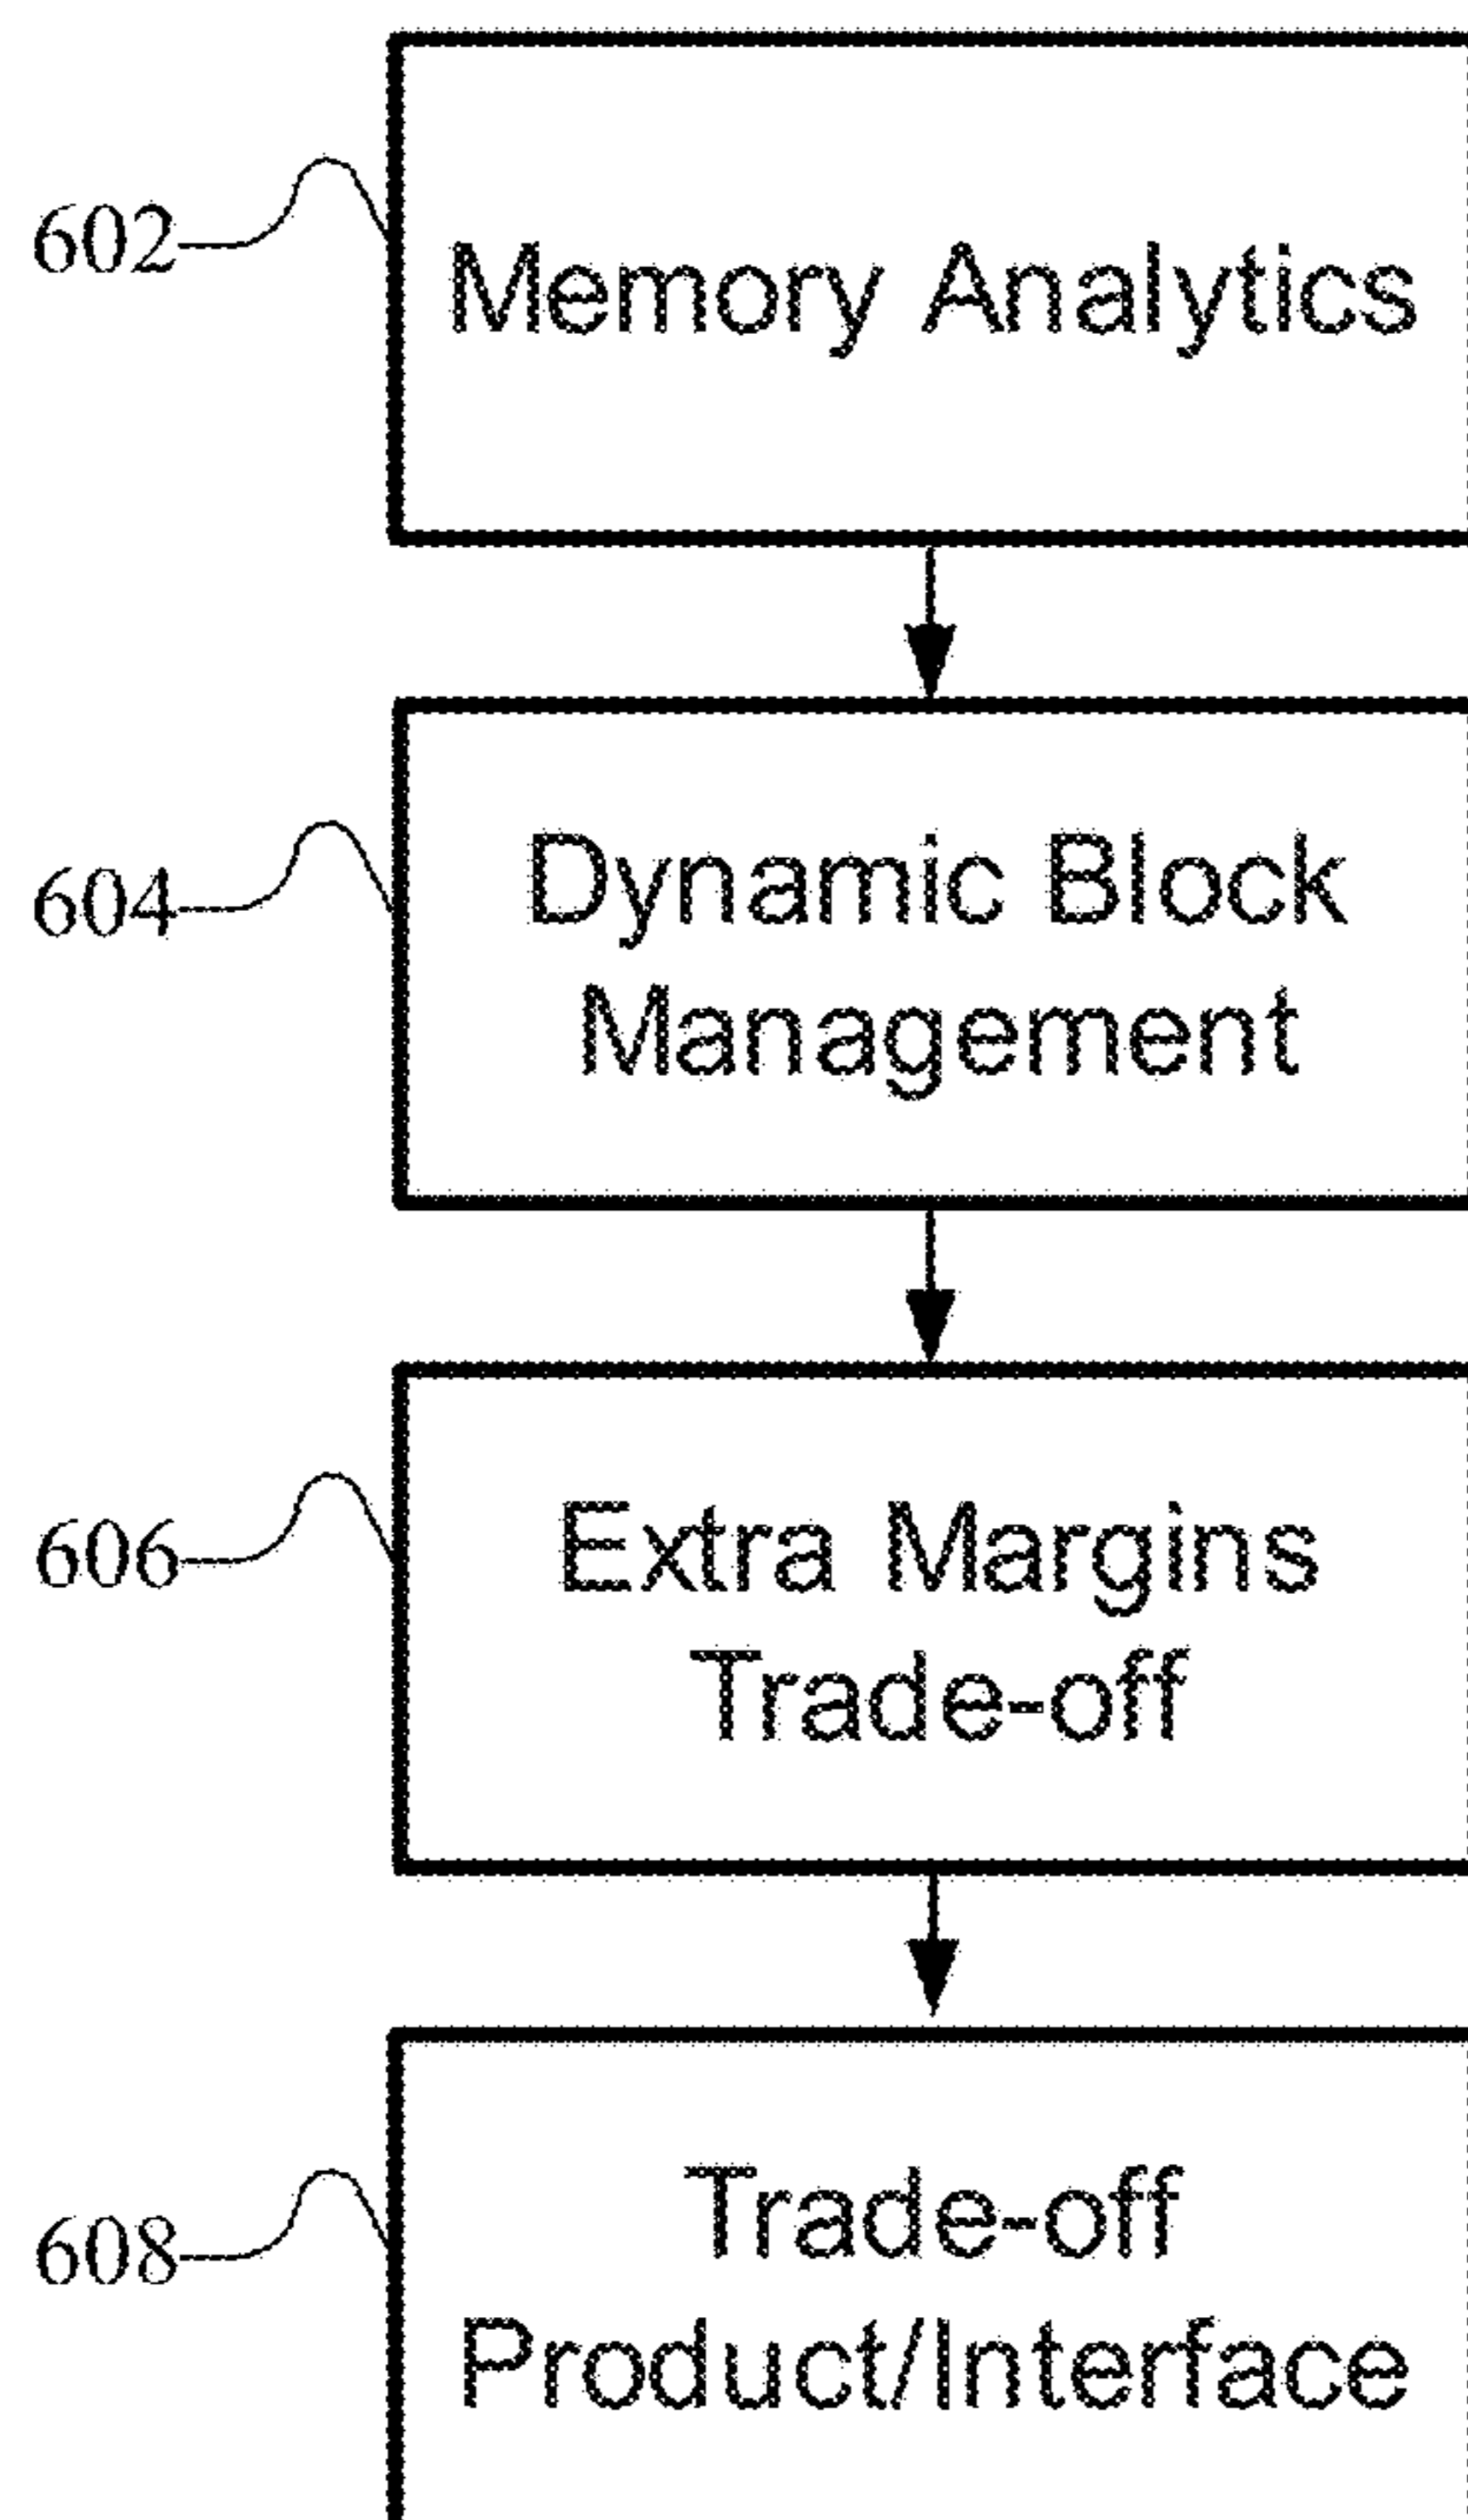 602
Memory Analytics
604
Dynamic Block
Management
606
Extra Margins
Trade-off
608
Trade-off
Product/Interface